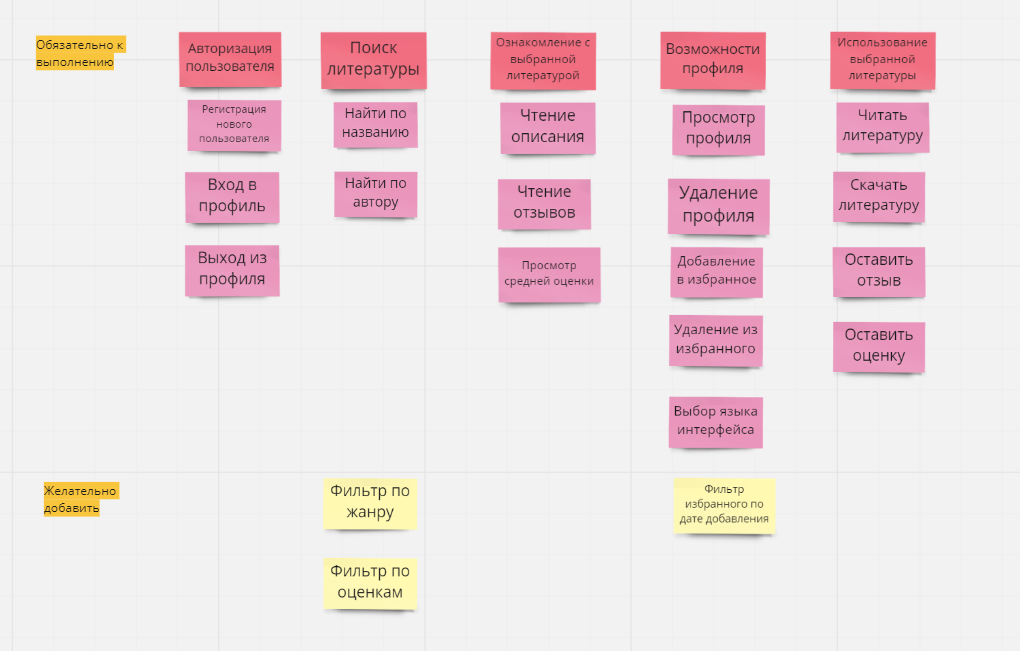 Обязательно к
выполнению
Авторизация
пользователя
Поиск
литературы
Ознакомление с
выбранной
литературой
Возможности
профиля
Использование
выбранной
литературы
Регистрация
нового
пользователя
Найти по
названию
Чтение
описания
Просмотр
профиля
Читать
литературу
Вход в
профиль
Найти по
автору
Чтение
отзывов
Удаление
профиля
Скачать
литературу
Выход из
профиля
Просмотр
средней оценки
Добавление
в избранное
Оставить
отзыв
Удаление из
избранного
Оставить
оценку
Выбор языка
интерфейса
Желательно
добавить
Фильтр по
жанру
Фильтр
избранного по
дате добавления
Фильтр по
оценкам